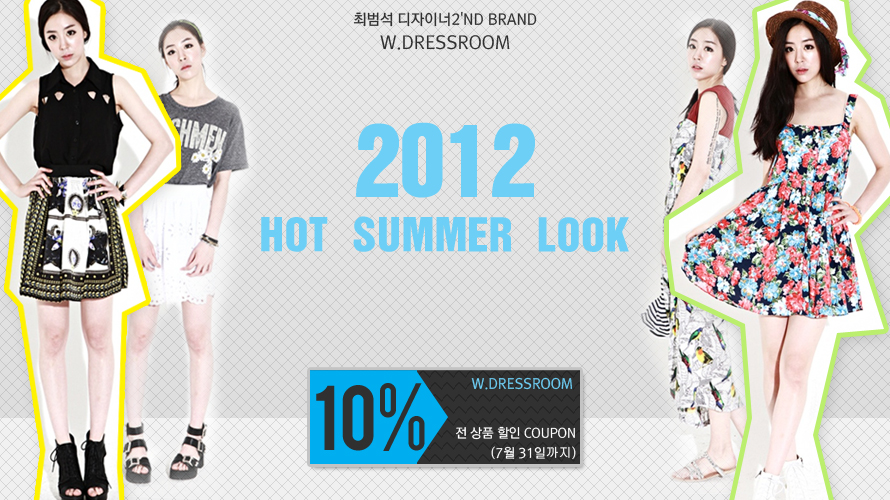 최범석 디자이너2'ND BRAND
W.DRESSROOM
2012
HOT SUMMER LOOK
10%
W.DRESSROOM
전 상품 할인 COUPON
(7월 31일까지)